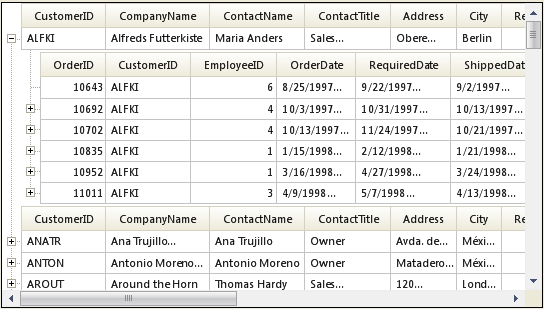 CustomerID CompanyName ContactName ContactTitle Address City Re
ALFKI Alfreds Futterkiste Maria Anders Sales... Obere... Berlin
OrderID CustomerID EmployeeID OrderDate RequiredDate ShippedDat
10643 ALFKI 6 8/25/1997... 9/22/1997... 9/2/1997...
10692 ALFKI 4 10/3/1997... 10/31/1997... 10/13/1997...
10702 ALFKI 4 10/13/1997... 11/24/1997... 10/21/1997...
10835 ALFKI 1 1/15/1998... 2/12/1998... 1/21/1998...
10952 ALFKI 1 3/16/1998... 4/27/1998... 3/24/1998...
11011 ALFKI 3 4/9/1998... 5/7/1998... 4/13/1998...
CustomerID CompanyName ContactName ContactTitle Address City Re
ANATR Ana Trujillo... Ana Trujillo Owner Avda. de... Méxi...
ANTON Antonio Moreno... Antonio Moreno Owner Matadero... Méxi...
AROUT Around the Horn Thomas Hardy Sales... 120... Lond...